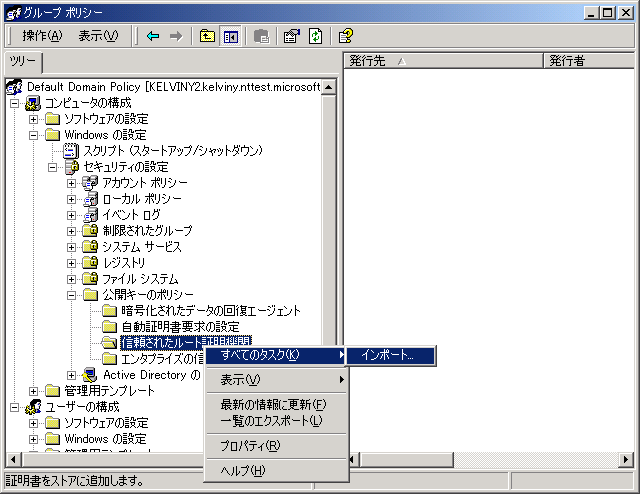 グループ ポリシー
操作(A) 表示(V)
ツリー
発行先 発行者
Default Domain Policy [KELVINY2.kelviny.nttest.microsoft
コンピュータの構成
ソフトウェアの設定
Windows の設定
スクリプト (スタートアップ/シャットダウン)
セキュリティの設定
アカウント ポリシー
ローカル ポリシー
イベント ログ
制限されたグループ
システム サービス
レジストリ
ファイル システム
公開キーのポリシー
暗号化されたデータの回復エージェント
自動証明書要求の設定
信頼されたルート証明機関
すべてのタスク(K) インポート...
エンタプライズの信
Active Directory の
表示(V)
管理用テンプレート
最新の情報に更新(F)
ユーザーの構成
一覧のエクスポート(L)
ソフトウェアの設定
Windows の設定
プロパティ(R)
管理用テンプレート
ヘルプ(H)
証明書をストアに追加します。